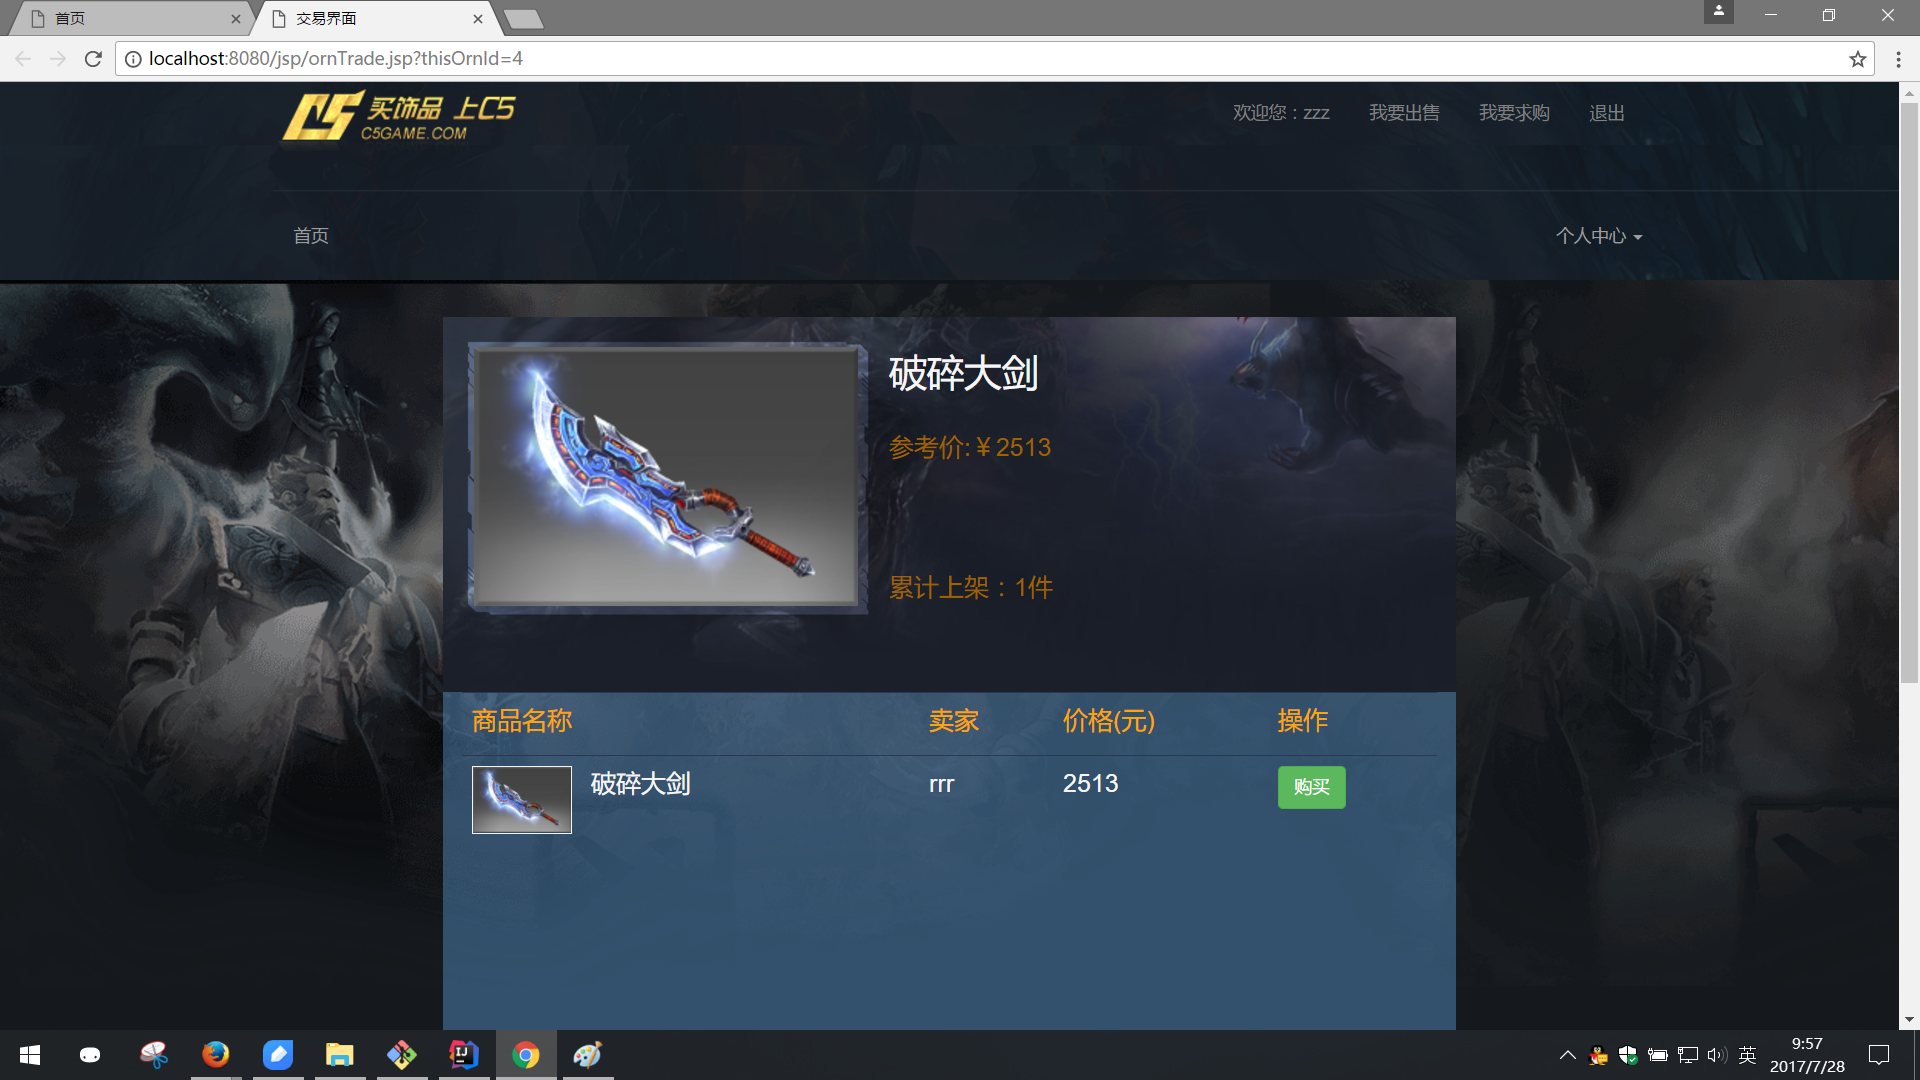 首页
交易界面
localhost:8080/jsp/ornTrade.jsp?thisOrnId=4
买饰品 上C5
C5GAME.COM
欢迎您：zzz 我要出售 我要求购 退出
首页 个人中心
破碎大剑
参考价:￥2513
累计上架：1件
商品名称 卖家 价格(元) 操作
破碎大剑 rrr 2513 购买
英
9:57
2017/7/28